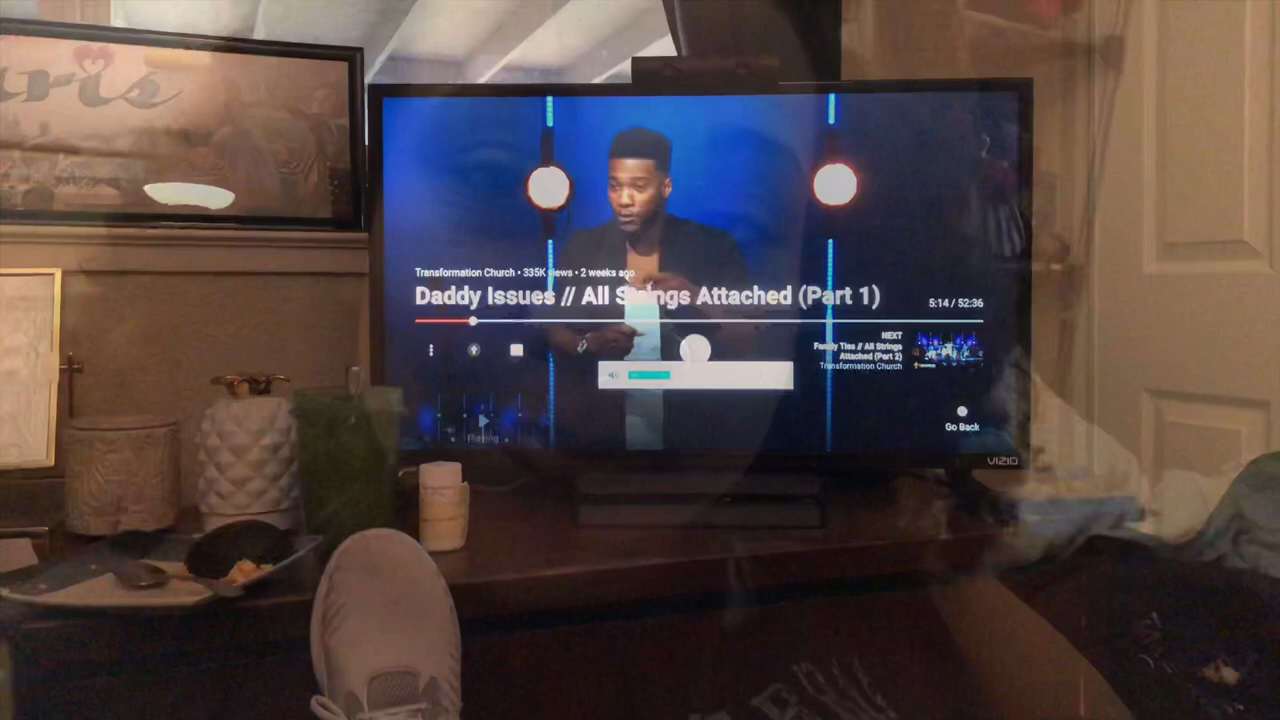 Transformation Church • 335K views • 2 weeks ago
Daddy Issues // All Strings Attached (Part 1)
5:14 / 52:36
NEXT
Family Ties // All Strings
Attached (Part 2)
Transformation Church
Playing
Go Back
VIZIO